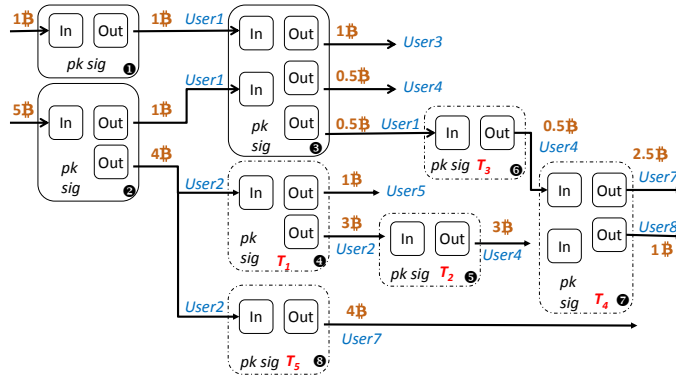 1₿ In Out 1₿ User1 In Out 1₿ User3
pk sig ❶
User1 In Out 0.5₿ User4
5₿ In Out 1₿
Out 0.5₿ User1 In Out 0.5₿
pk sig ❸
User4
pk sig T3 ❻
pk
sig Out 4₿ ❷
User2 In Out 1₿ User5
In Out 2.5₿ User7
Out 3₿ User2 In Out 3₿ User4
In Out User8 1₿
pk
sig T1 ❹
pk sig T2 ❺
pk
sig T4 ❼
User2 In Out 4₿
User7
pk sig T5 ❽